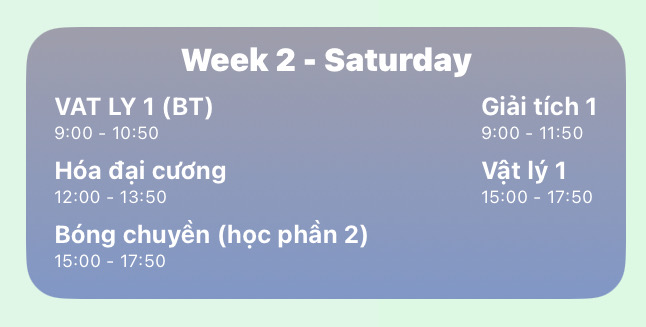 Week 2 - Saturday
VAT LY 1 (BT)
9:00 - 10:50
Giải tích 1
9:00 - 11:50
Hóa đại cương
12:00 - 13:50
Vật lý 1
15:00 - 17:50
Bóng chuyền (học phần 2)
15:00 - 17:50